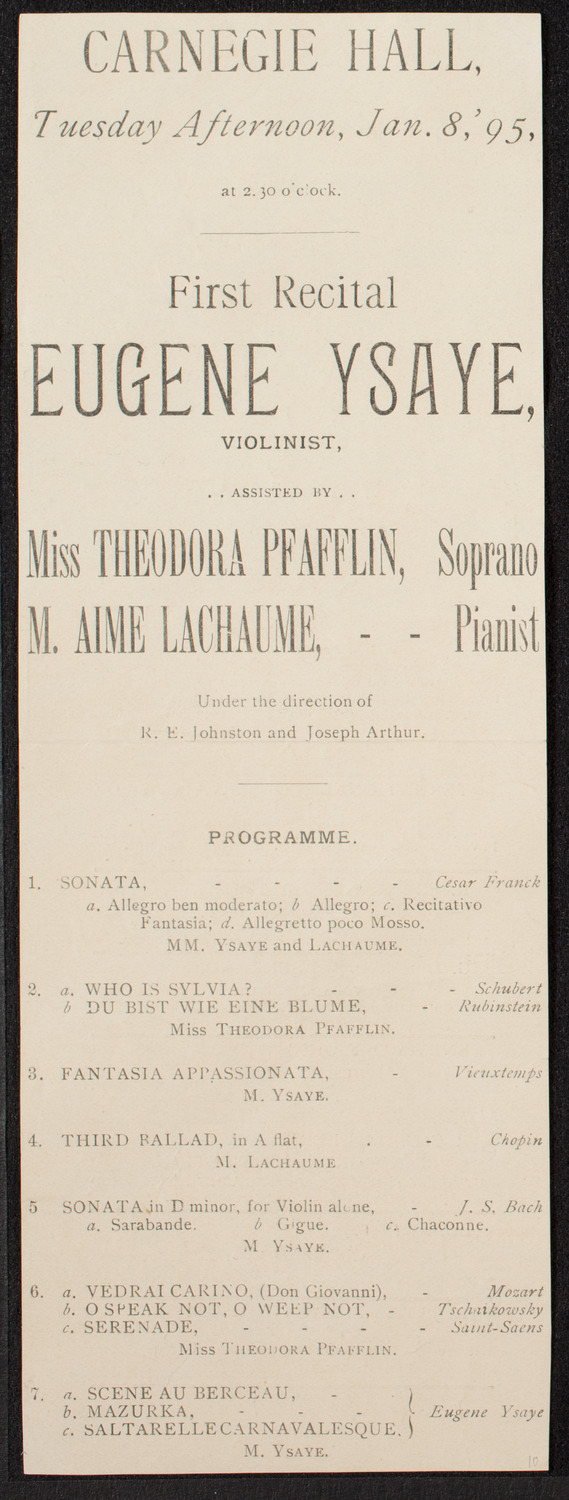 CARNEGIE HALL,
Tuesday Afternoon, Jan. 8,'95,
at 2.30 o'clock.
First Recital
EUGENE YSAYE,
VIOLINIST,
. . ASSISTED BY . .
Miss THEODORA PFAFFLIN, Soprano
M. AIME LACHAUME, - - Pianist
Under the direction of
R. E. Johnston and Joseph Arthur.
PROGRAMME.
1. SONATA, - - - - Cesar Franck
a. Allegro ben moderato; b Allegro; c. Recitativo
Fantasia; d. Allegretto poco Mosso.
MM. YSAYE and LACHAUME.
2. a. WHO IS SYLVIA? - - - Schubert
b DU BIST WIE EINE BLUME, - Rubinstein
Miss THEODORA PFAFFLIN.
3. FANTASIA APPASSIONATA, - Vieuxtemps
M. YSAYE.
4. THIRD BALLAD, in A flat, . - Chopin
M. LACHAUME
5 SONATA in D minor, for Violin alone, - J. S. Bach
a. Sarabande. b Gigue. c. Chaconne.
M YSAYE.
6. a. VEDRAI CARINO, (Don Giovanni), - Mozart
b. O SPEAK NOT, O WEEP NOT, - Tschaikowsky
c. SERENADE, - - - - Saint-Saens
Miss THEODORA PFAFFLIN.
7. a. SCENE AU BERCEAU, -
b. MAZURKA, - - - Eugene Ysaye
c. SALTARELLE CARNAVALESQUE.
M. YSAYE.